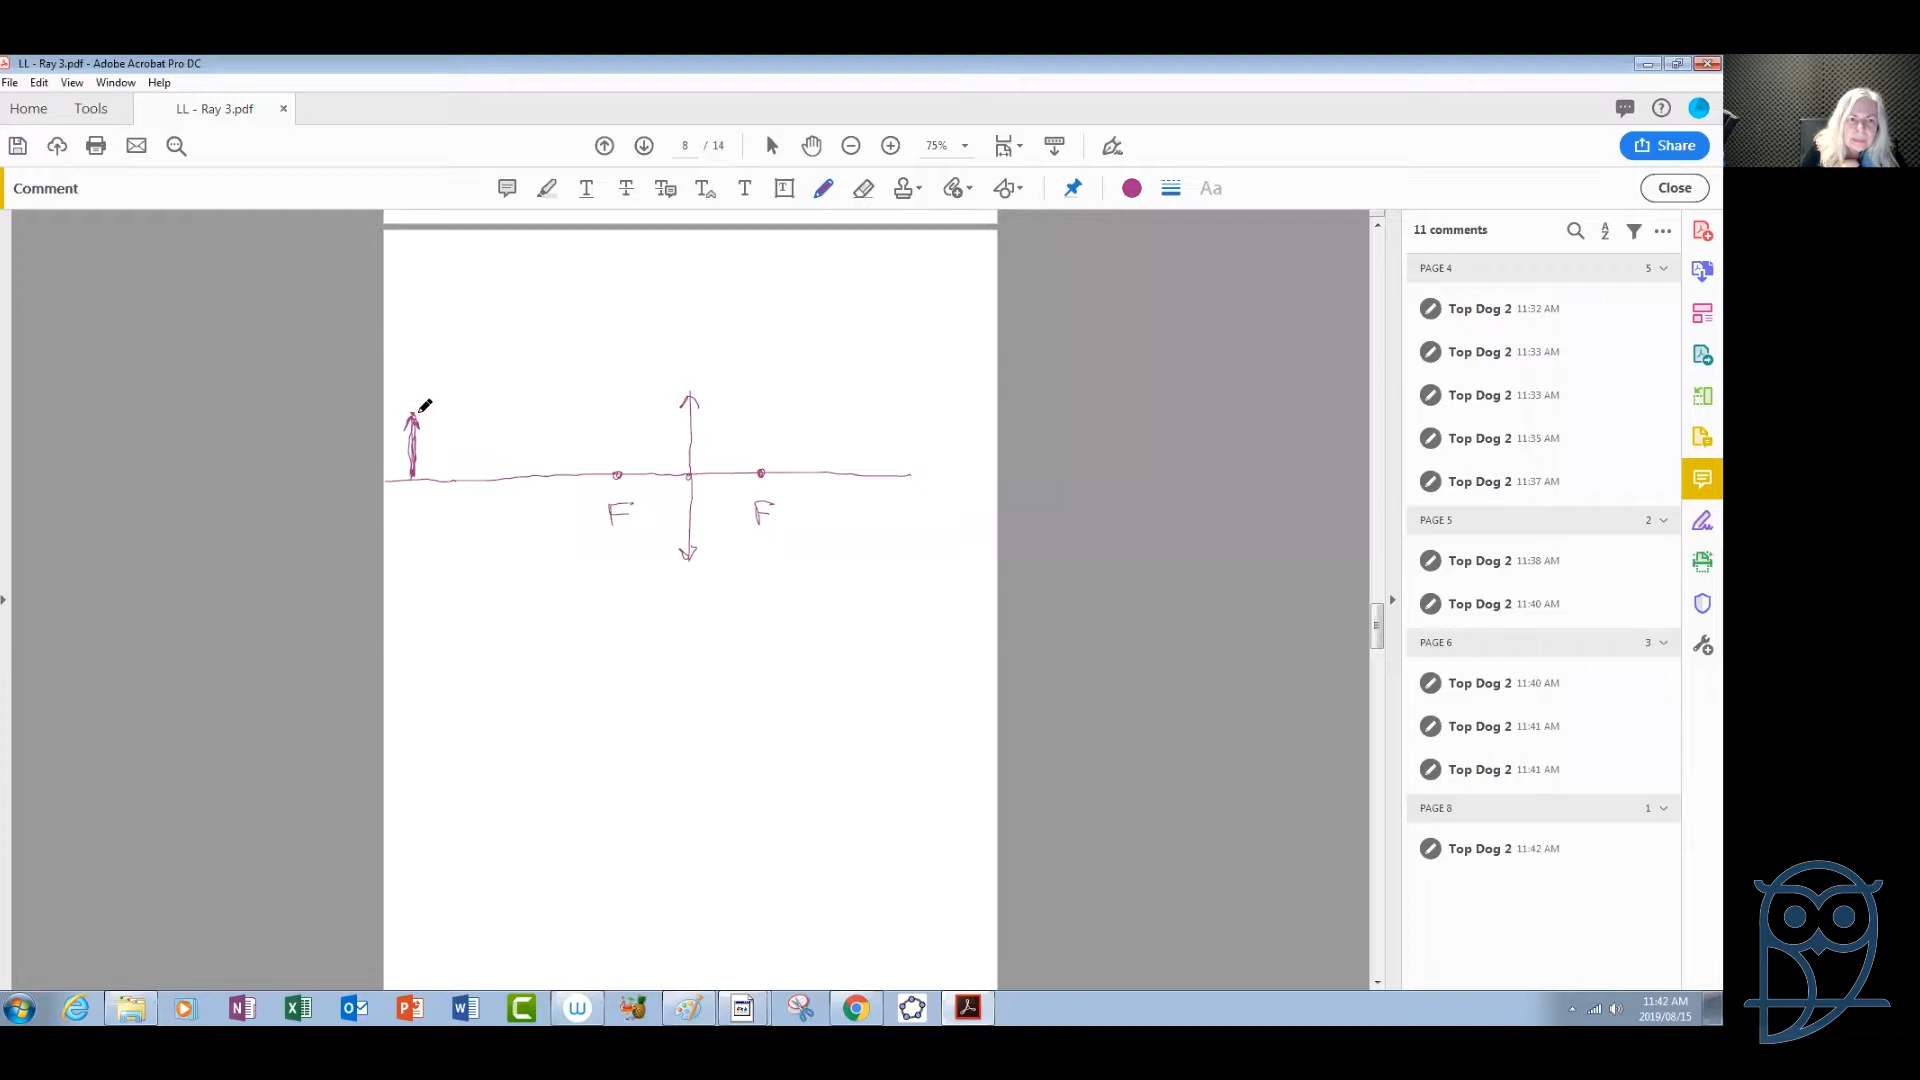 LL - Ray 3.pdf - Adobe Acrobat Pro DC
File Edit View Window Help
Home Tools LL - Ray 3.pdf ×
8 / 14 75% Share
Comment
T T T T T T Aa Close
11 comments
PAGE 4 5
Top Dog 2 11:32 AM
Top Dog 2 11:33 AM
Top Dog 2 11:33 AM
Top Dog 2 11:35 AM
Top Dog 2 11:37 AM
PAGE 5 2
Top Dog 2 11:38 AM
Top Dog 2 11:40 AM
PAGE 6 3
Top Dog 2 11:40 AM
Top Dog 2 11:41 AM
Top Dog 2 11:41 AM
PAGE 8 1
Top Dog 2 11:42 AM
F F
11:42 AM
2019/08/15